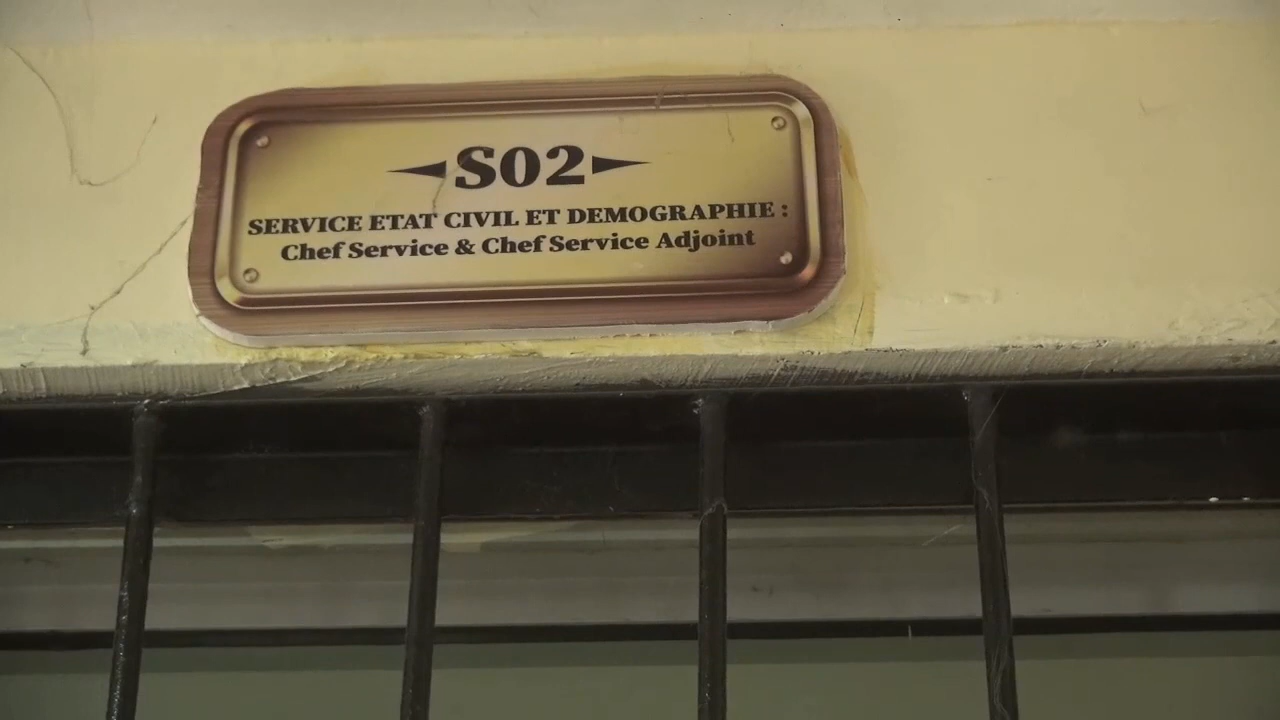 S02
SERVICE ETAT CIVIL ET DEMOGRAPHIE :
Chef Service & Chef Service Adjoint